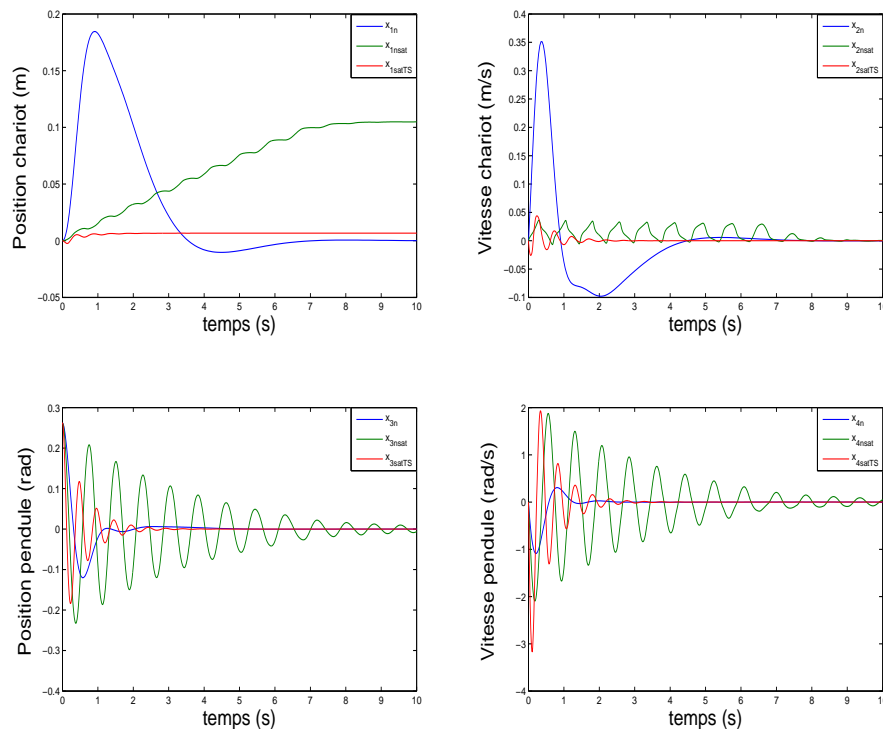 Position chariot (m)
0.2
0.15
0.1
0.05
0
−0.05
0 1 2 3 4 5 6 7 8 9 10
temps (s)
x1n
x1nsat
x1satTS
Vitesse chariot (m/s)
0.4
0.35
0.3
0.25
0.2
0.15
0.1
0.05
0
−0.05
−0.1
0 1 2 3 4 5 6 7 8 9 10
temps (s)
x2n
x2nsat
x2satTS
Position pendule (rad)
0.3
0.2
0.1
0
−0.1
−0.2
−0.3
−0.4
0 1 2 3 4 5 6 7 8 9 10
temps (s)
x3n
x3nsat
x3satTS
Vitesse pendule (rad/s)
2
1
0
−1
−2
−3
−4
0 1 2 3 4 5 6 7 8 9 10
temps (s)
x4n
x4nsat
x4satTS